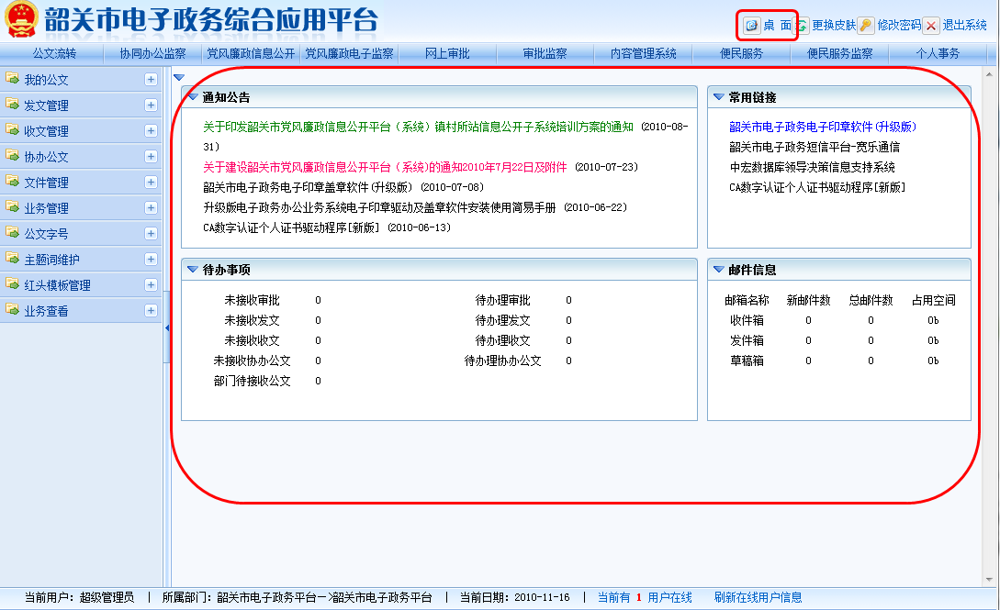 韶关市电子政务综合应用平台
桌 面 更换皮肤 修改密码 退出系统
公文流转 协同办公监察 党风廉政信息公开 党风廉政电子监察 网上审批 审批监察 内容管理系统 便民服务 便民服务监察 个人事务
我的公文
发文管理
收文管理
协办公文
文件管理
业务管理
公文字号
主题词维护
红头模板管理
业务查看
通知公告
关于印发韶关市党风廉政信息公开平台（系统）镇村所站信息公开子系统培训方案的通知 (2010-08-
31)
关于建设韶关市党风廉政信息公开平台（系统)的通知2010年7月22日及附件 (2010-07-23)
韶关市电子政务电子印章盖章软件(升级版) (2010-07-08)
升级版电子政务办公业务系统电子印章驱动及盖章软件安装使用简易手册 (2010-06-22)
CA数字认证个人证书驱动程序[新版] (2010-06-13)
常用链接
韶关市电子政务电子印章软件(升级版)
韶关市电子政务短信平台-宽乐通信
中宏数据库领导决策信息支持系统
CA数字认证个人证书驱动程序[新版]
待办事项
未接收审批 0 待办理审批 0
未接收发文 0 待办理发文 0
未接收收文 0 待办理收文 0
未接收协办公文 0 待办理协办公文 0
部门待接收公文 0
邮件信息
邮箱名称 新邮件数 总邮件数 占用空间
收件箱 0 0 0b
发件箱 0 0 0b
草稿箱 0 0 0b
当前用户：超级管理员 | 所属部门：韶关市电子政务平台－>韶关市电子政务平台 | 当前日期：2010-11-16 | 当前有 1 用户在线 刷新在线用户信息